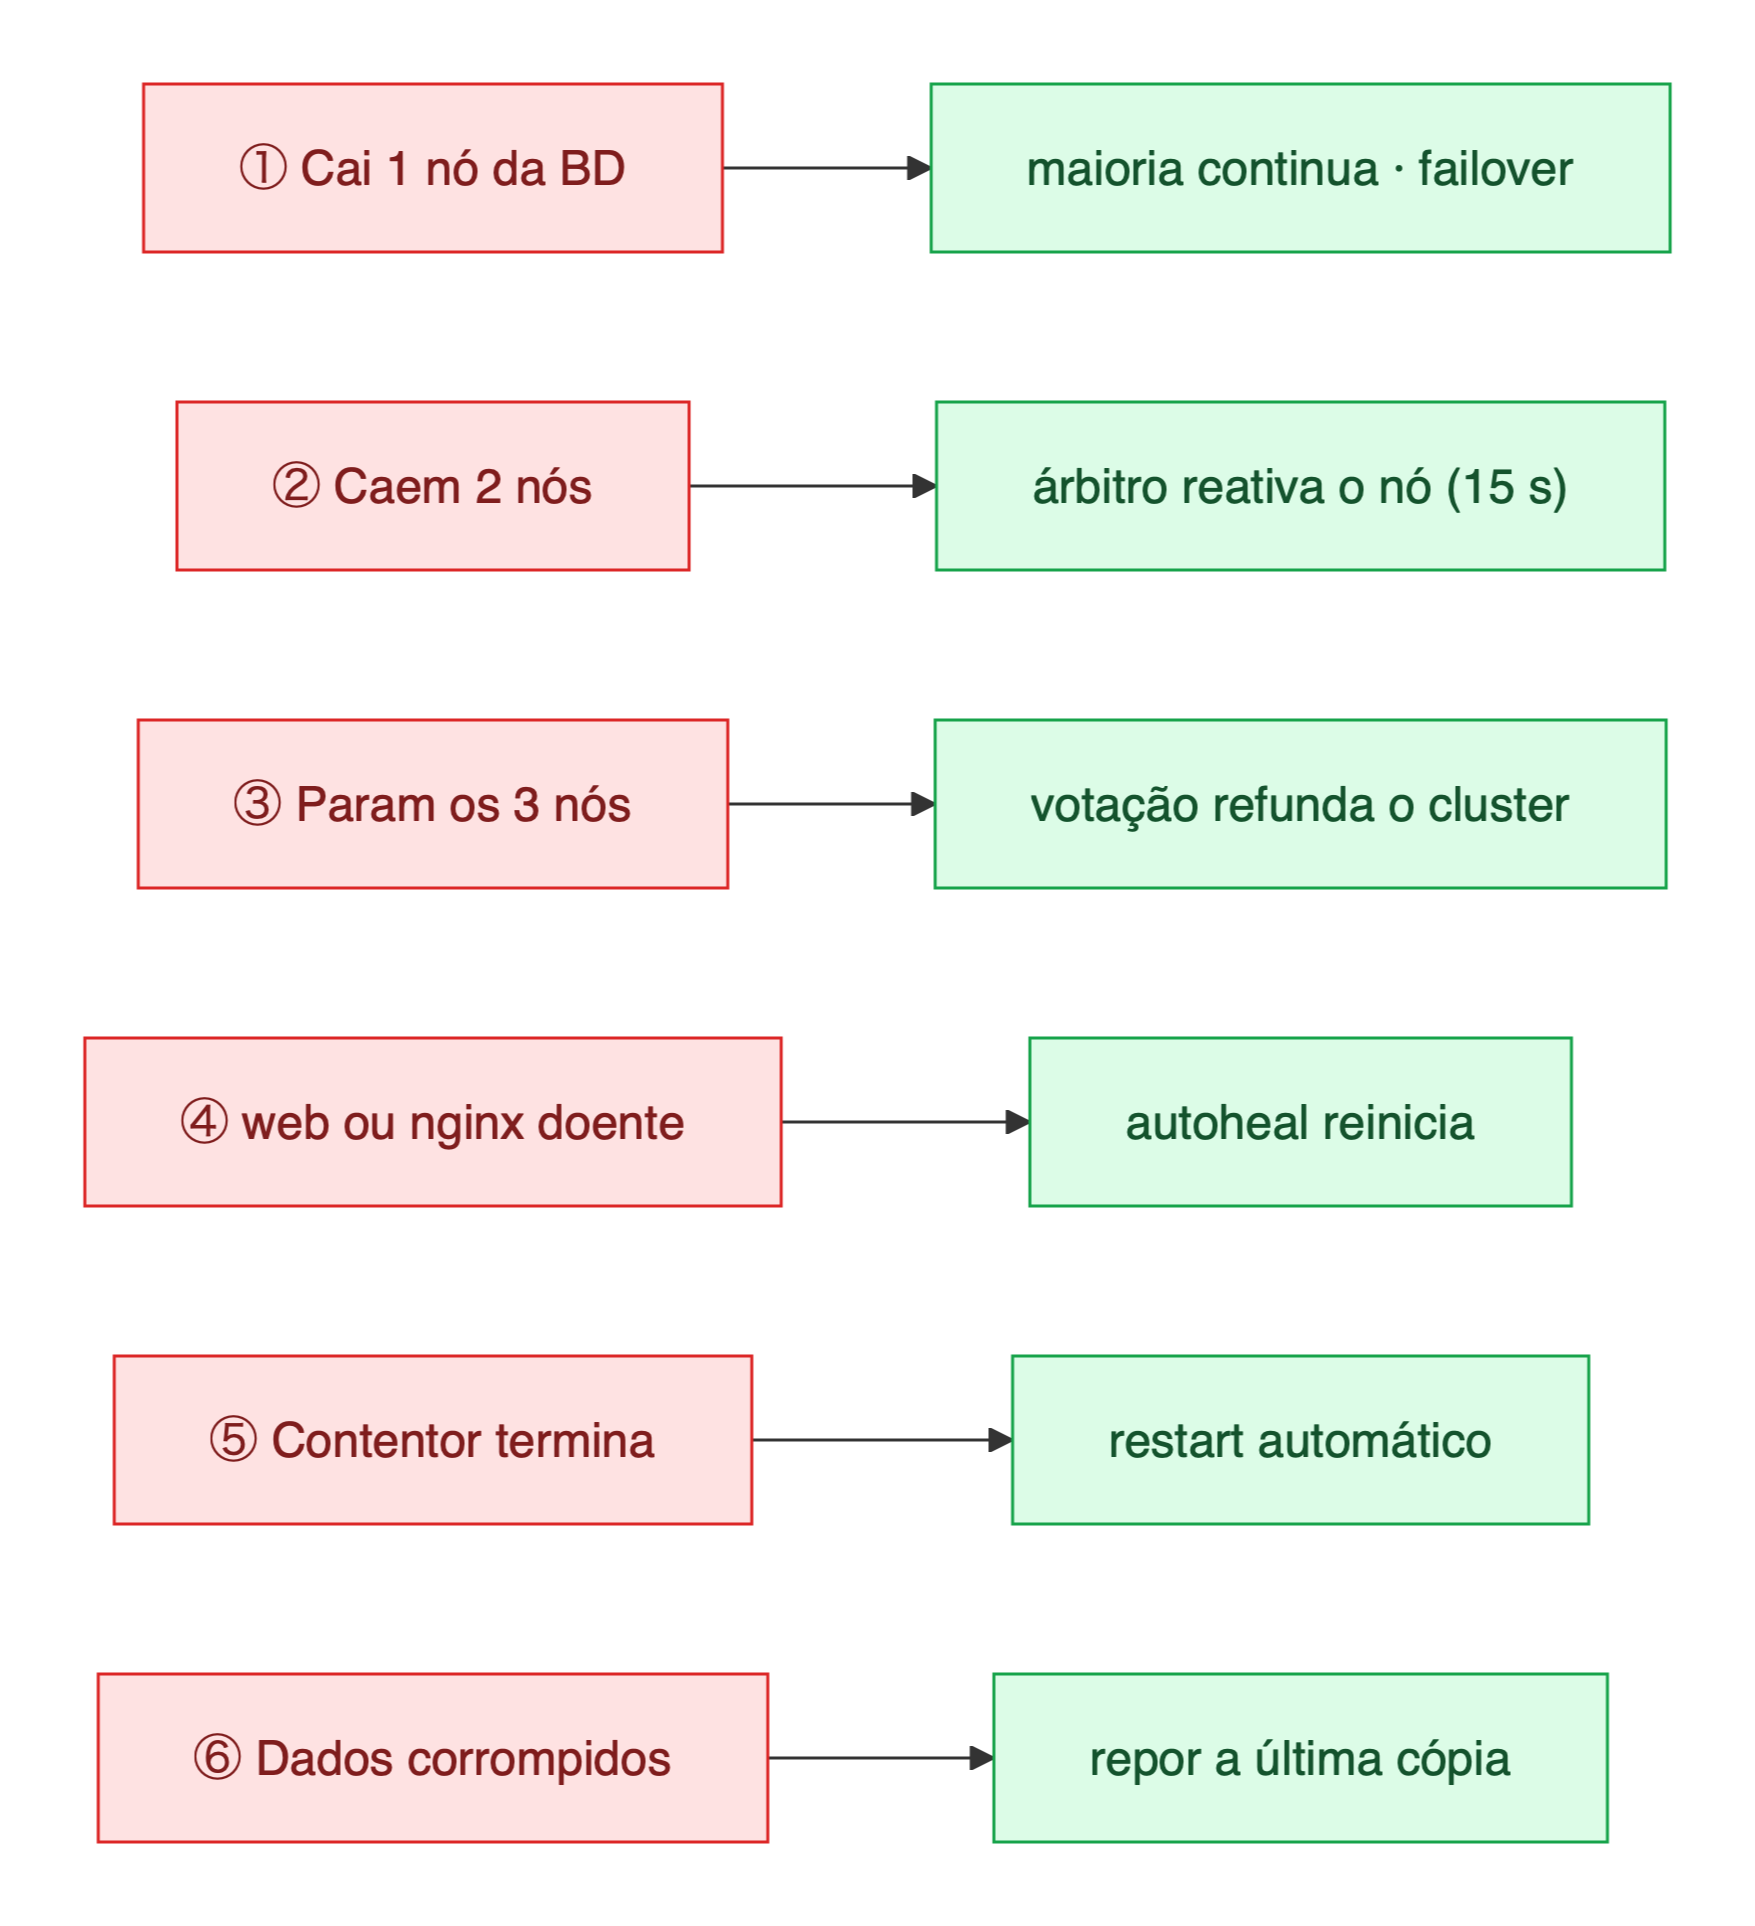 ① Cai 1 nó da BD
maioria continua · failover
② Caem 2 nós
árbitro reativa o nó (15 s)
③ Param os 3 nós
votação refunda o cluster
④ web ou nginx doente
autoheal reinicia
⑤ Contentor termina
restart automático
⑥ Dados corrompidos
repor a última cópia